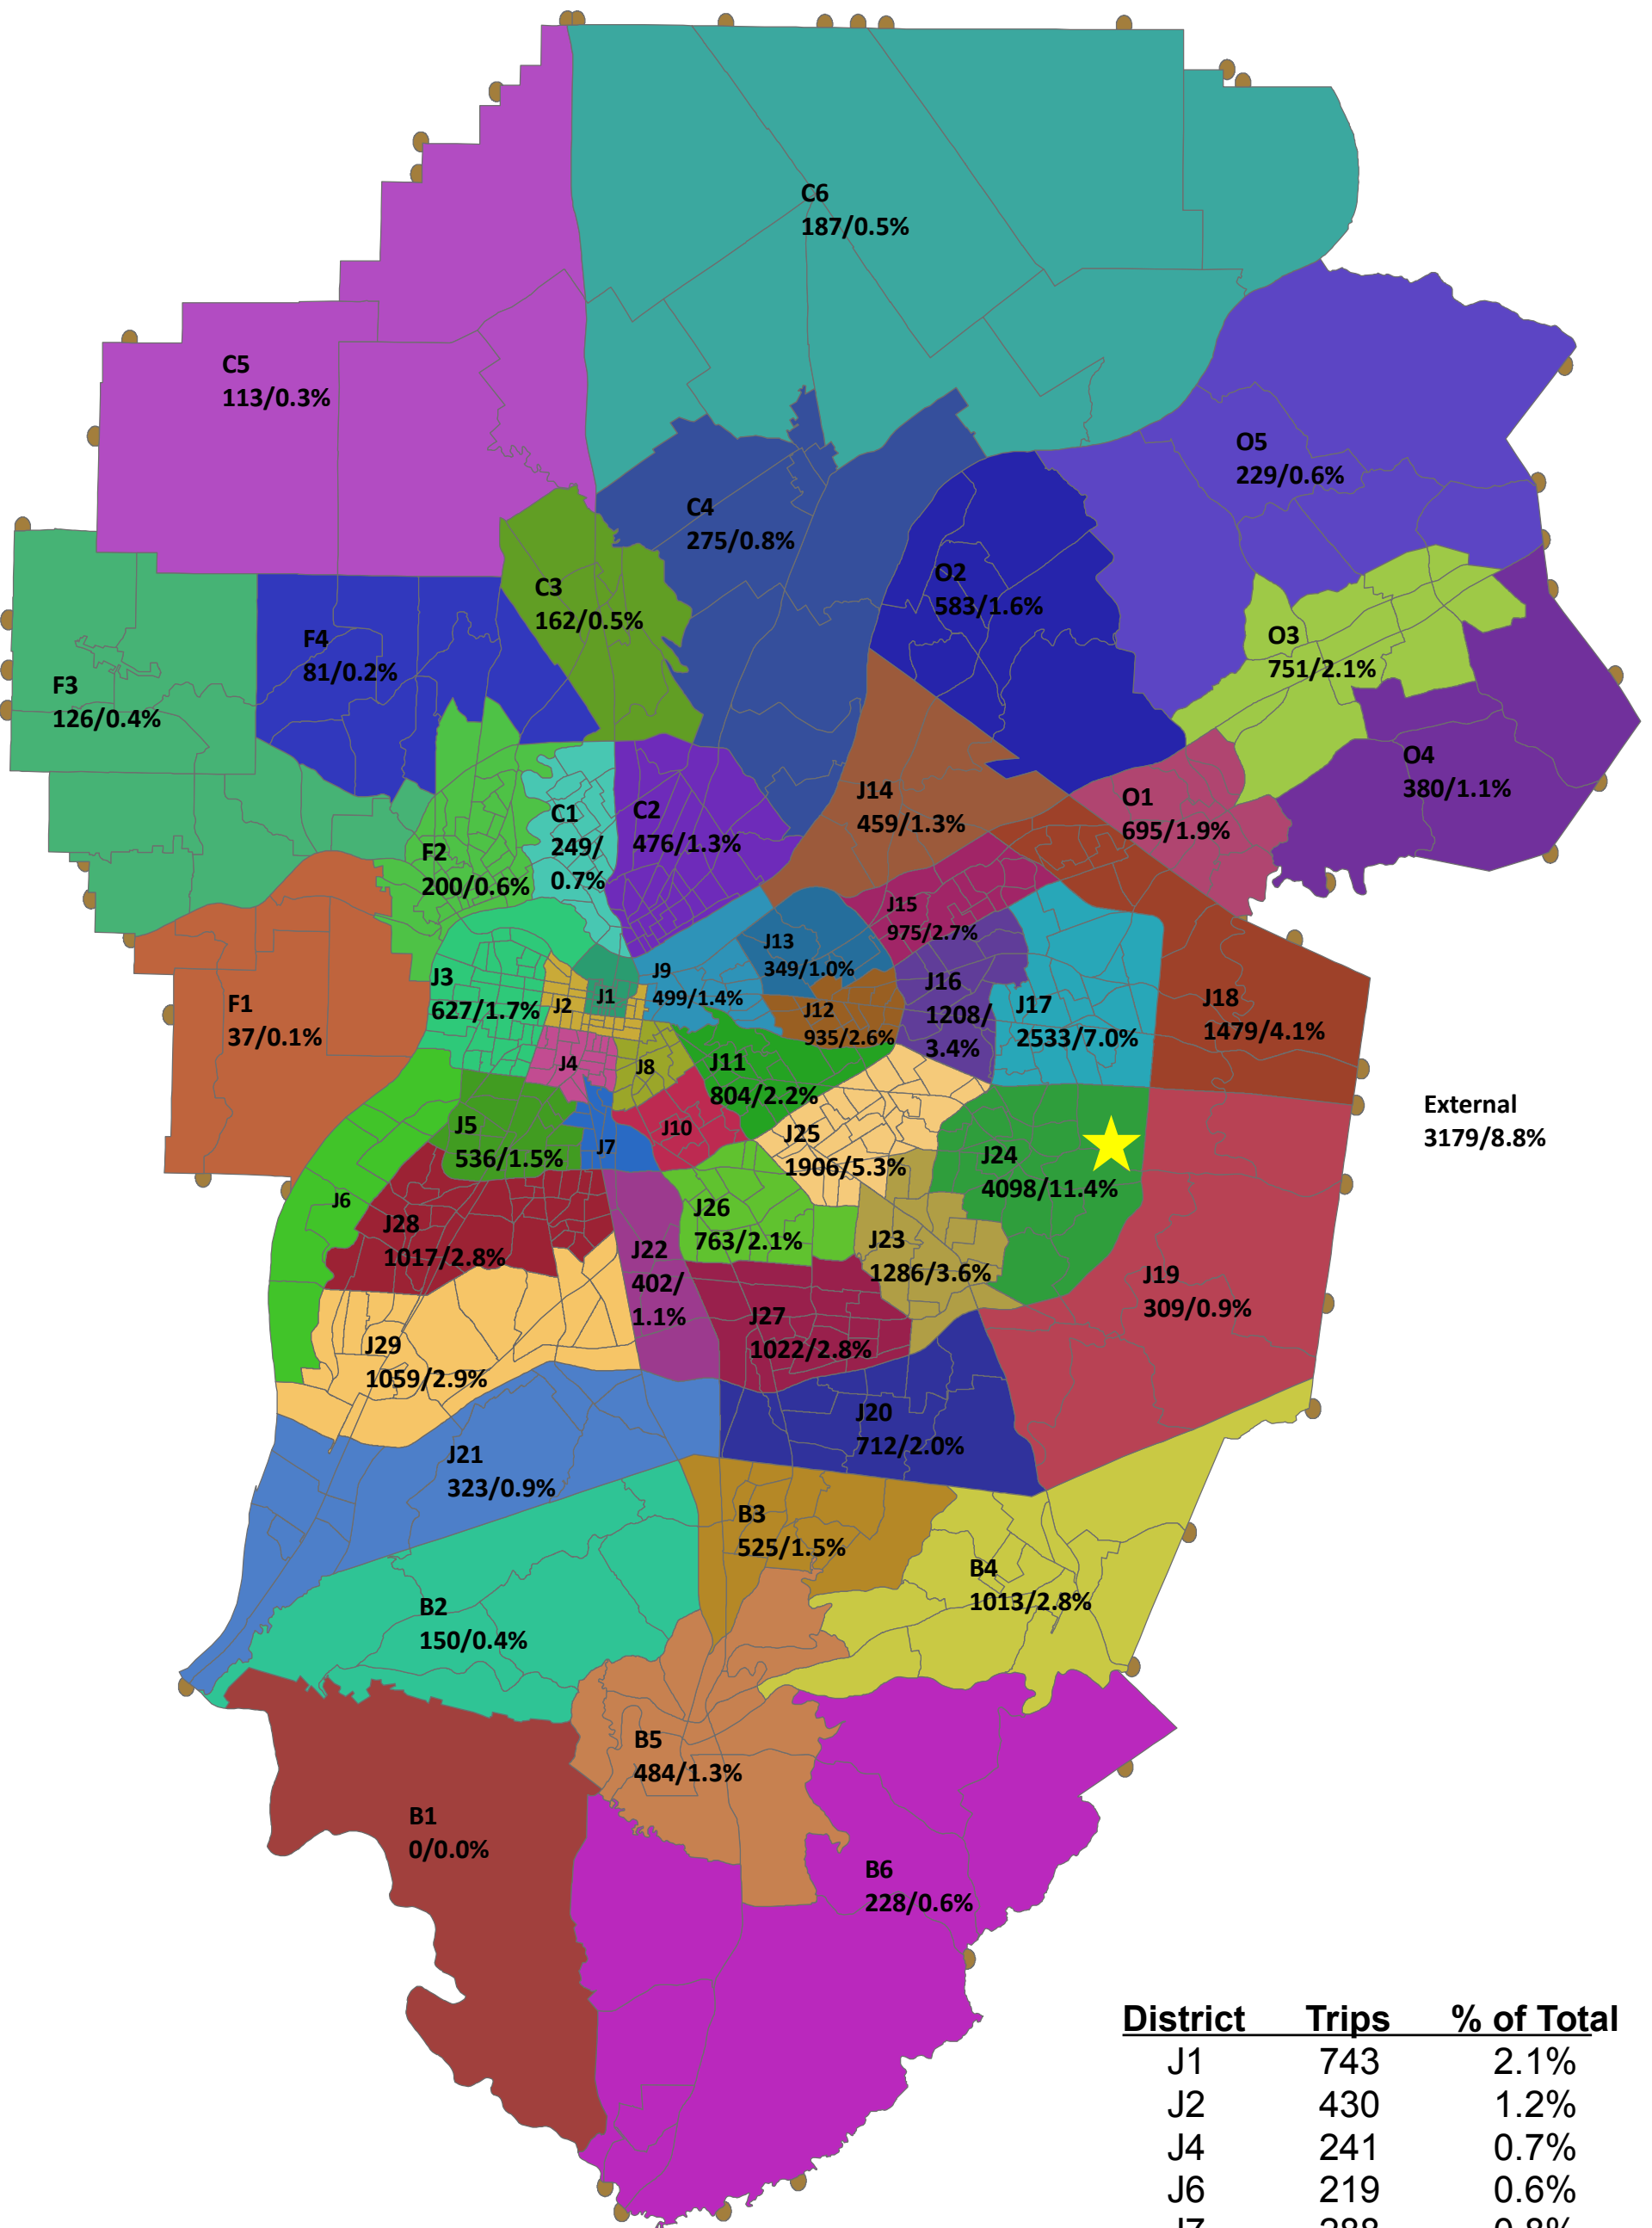 C6
187/0.5%
C5
113/0.3%
O5
229/0.6%
C4
275/0.8%
O2
583/1.6%
C3
162/0.5%
F4
81/0.2%
O3
751/2.1%
F3
126/0.4%
O4
380/1.1%
J14
459/1.3%
O1
695/1.9%
C1
249/
0.7%
C2
476/1.3%
F2
200/0.6%
J15
975/2.7%
J13
349/1.0%
J9
499/1.4%
J3
627/1.7%
J2
J1
J16
1208/
3.4%
J12
935/2.6%
J17
2533/7.0%
J18
1479/4.1%
F1
37/0.1%
J4
J8
J11
804/2.2%
External
3179/8.8%
J5
536/1.5%
J7
J10
J25
1906/5.3%
J24
4098/11.4%
J6
J28
1017/2.8%
J26
763/2.1%
J22
402/
1.1%
J23
1286/3.6%
J19
309/0.9%
J27
1022/2.8%
J29
1059/2.9%
J20
712/2.0%
J21
323/0.9%
B3
525/1.5%
B4
1013/2.8%
B2
150/0.4%
B5
484/1.3%
B1
0/0.0%
B6
228/0.6%
District Trips % of Total
J1 743 2.1%
J2 430 1.2%
J4 241 0.7%
J6 219 0.6%
J7 288 0.8%